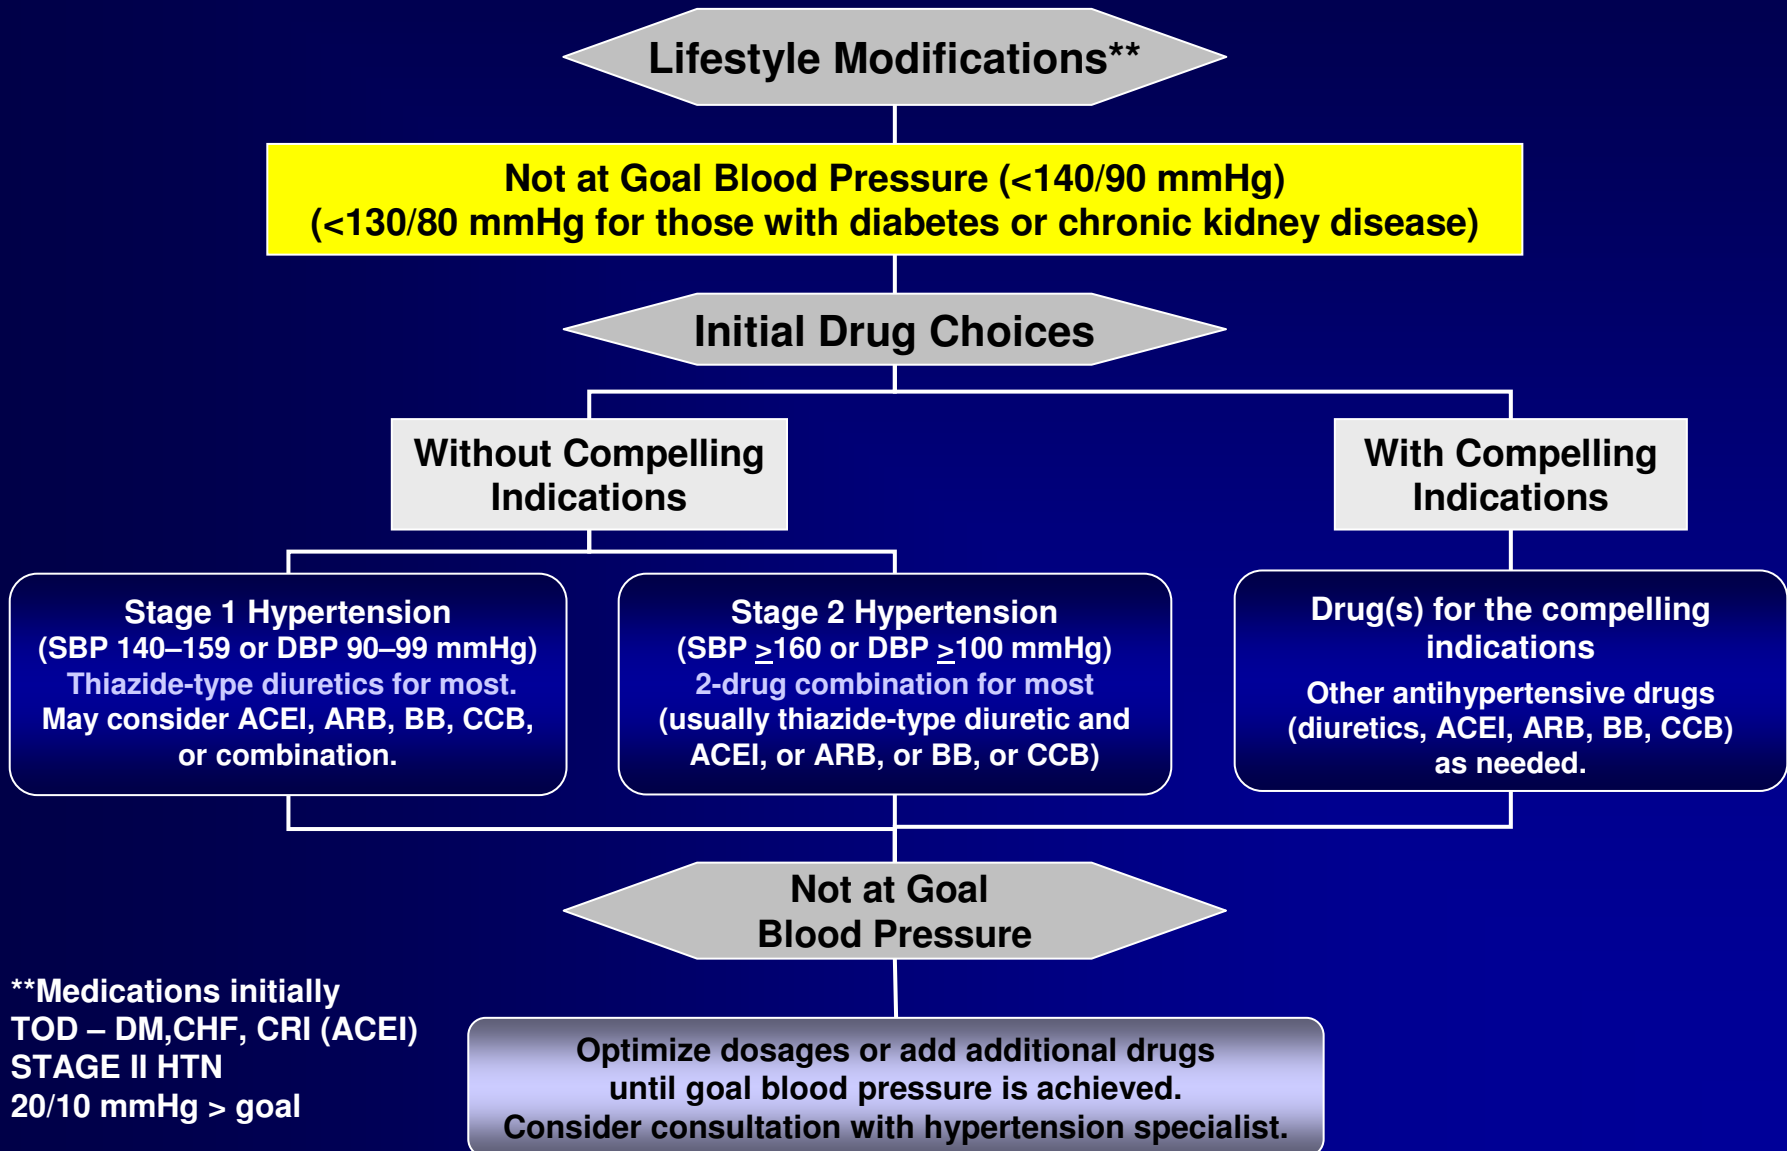 Lifestyle Modifications**
Not at Goal Blood Pressure (<140/90 mmHg)
(<130/80 mmHg for those with diabetes or chronic kidney disease)
Initial Drug Choices
Without Compelling
Indications
With Compelling
Indications
Stage 1 Hypertension
(SBP 140–159 or DBP 90–99 mmHg)
Thiazide-type diuretics for most.
May consider ACEI, ARB, BB, CCB,
or combination.
Stage 2 Hypertension
(SBP ≥160 or DBP ≥100 mmHg)
2-drug combination for most
(usually thiazide-type diuretic and
ACEI, or ARB, or BB, or CCB)
Drug(s) for the compelling
indications
Other antihypertensive drugs
(diuretics, ACEI, ARB, BB, CCB)
as needed.
Not at Goal
Blood Pressure
**Medications initially
TOD – DM,CHF, CRI (ACEI)
STAGE II HTN
20/10 mmHg > goal
Optimize dosages or add additional drugs
until goal blood pressure is achieved.
Consider consultation with hypertension specialist.